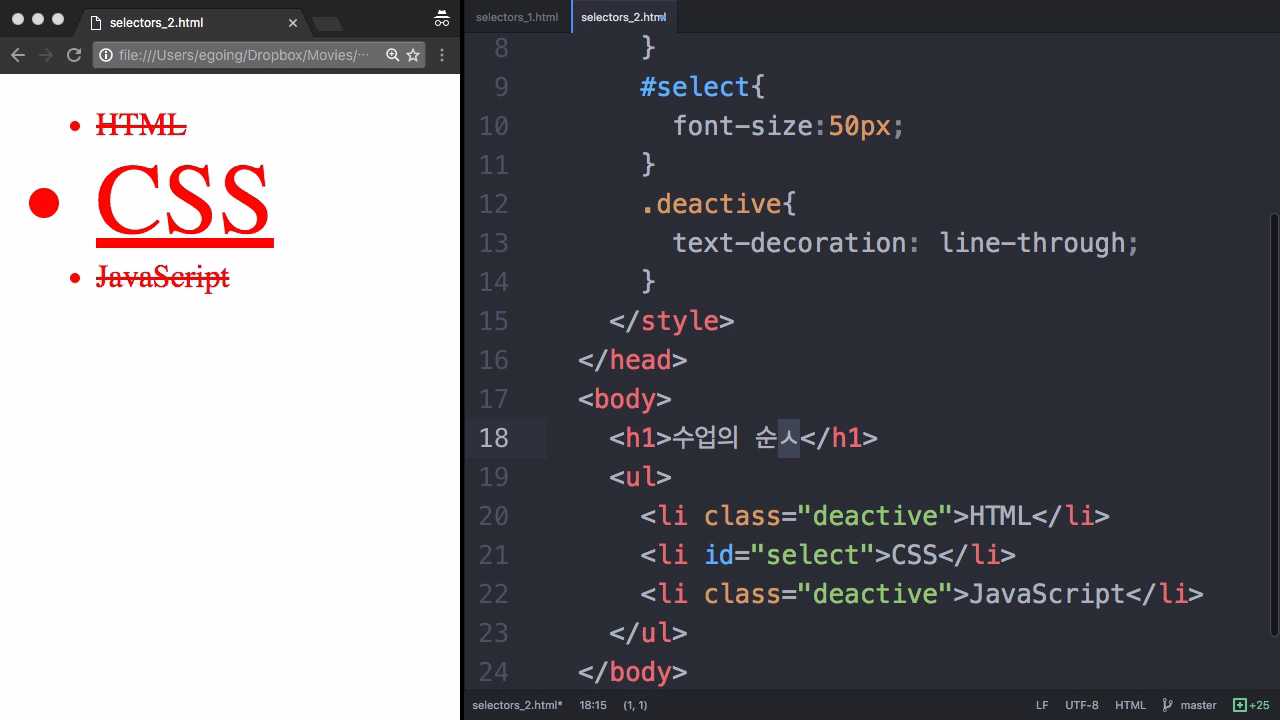 selectors_2.html
file:///Users/egoing/Dropbox/Movies/···
• HTML
• CSS
• JavaScript
selectors_1.html selectors_2.html
8 }
9 #select{
10 font-size:50px;
11 }
12 .deactive{
13 text-decoration: line-through;
14 }
15 </style>
16 </head>
17 <body>
18 <h1>수업의 순ㅅ</h1>
19 <ul>
20 <li class="deactive">HTML</li>
21 <li id="select">CSS</li>
22 <li class="deactive">JavaScript</li>
23 </ul>
24 </body>
selectors_2.html* 18:15 (1, 1) LF UTF-8 HTML master +25